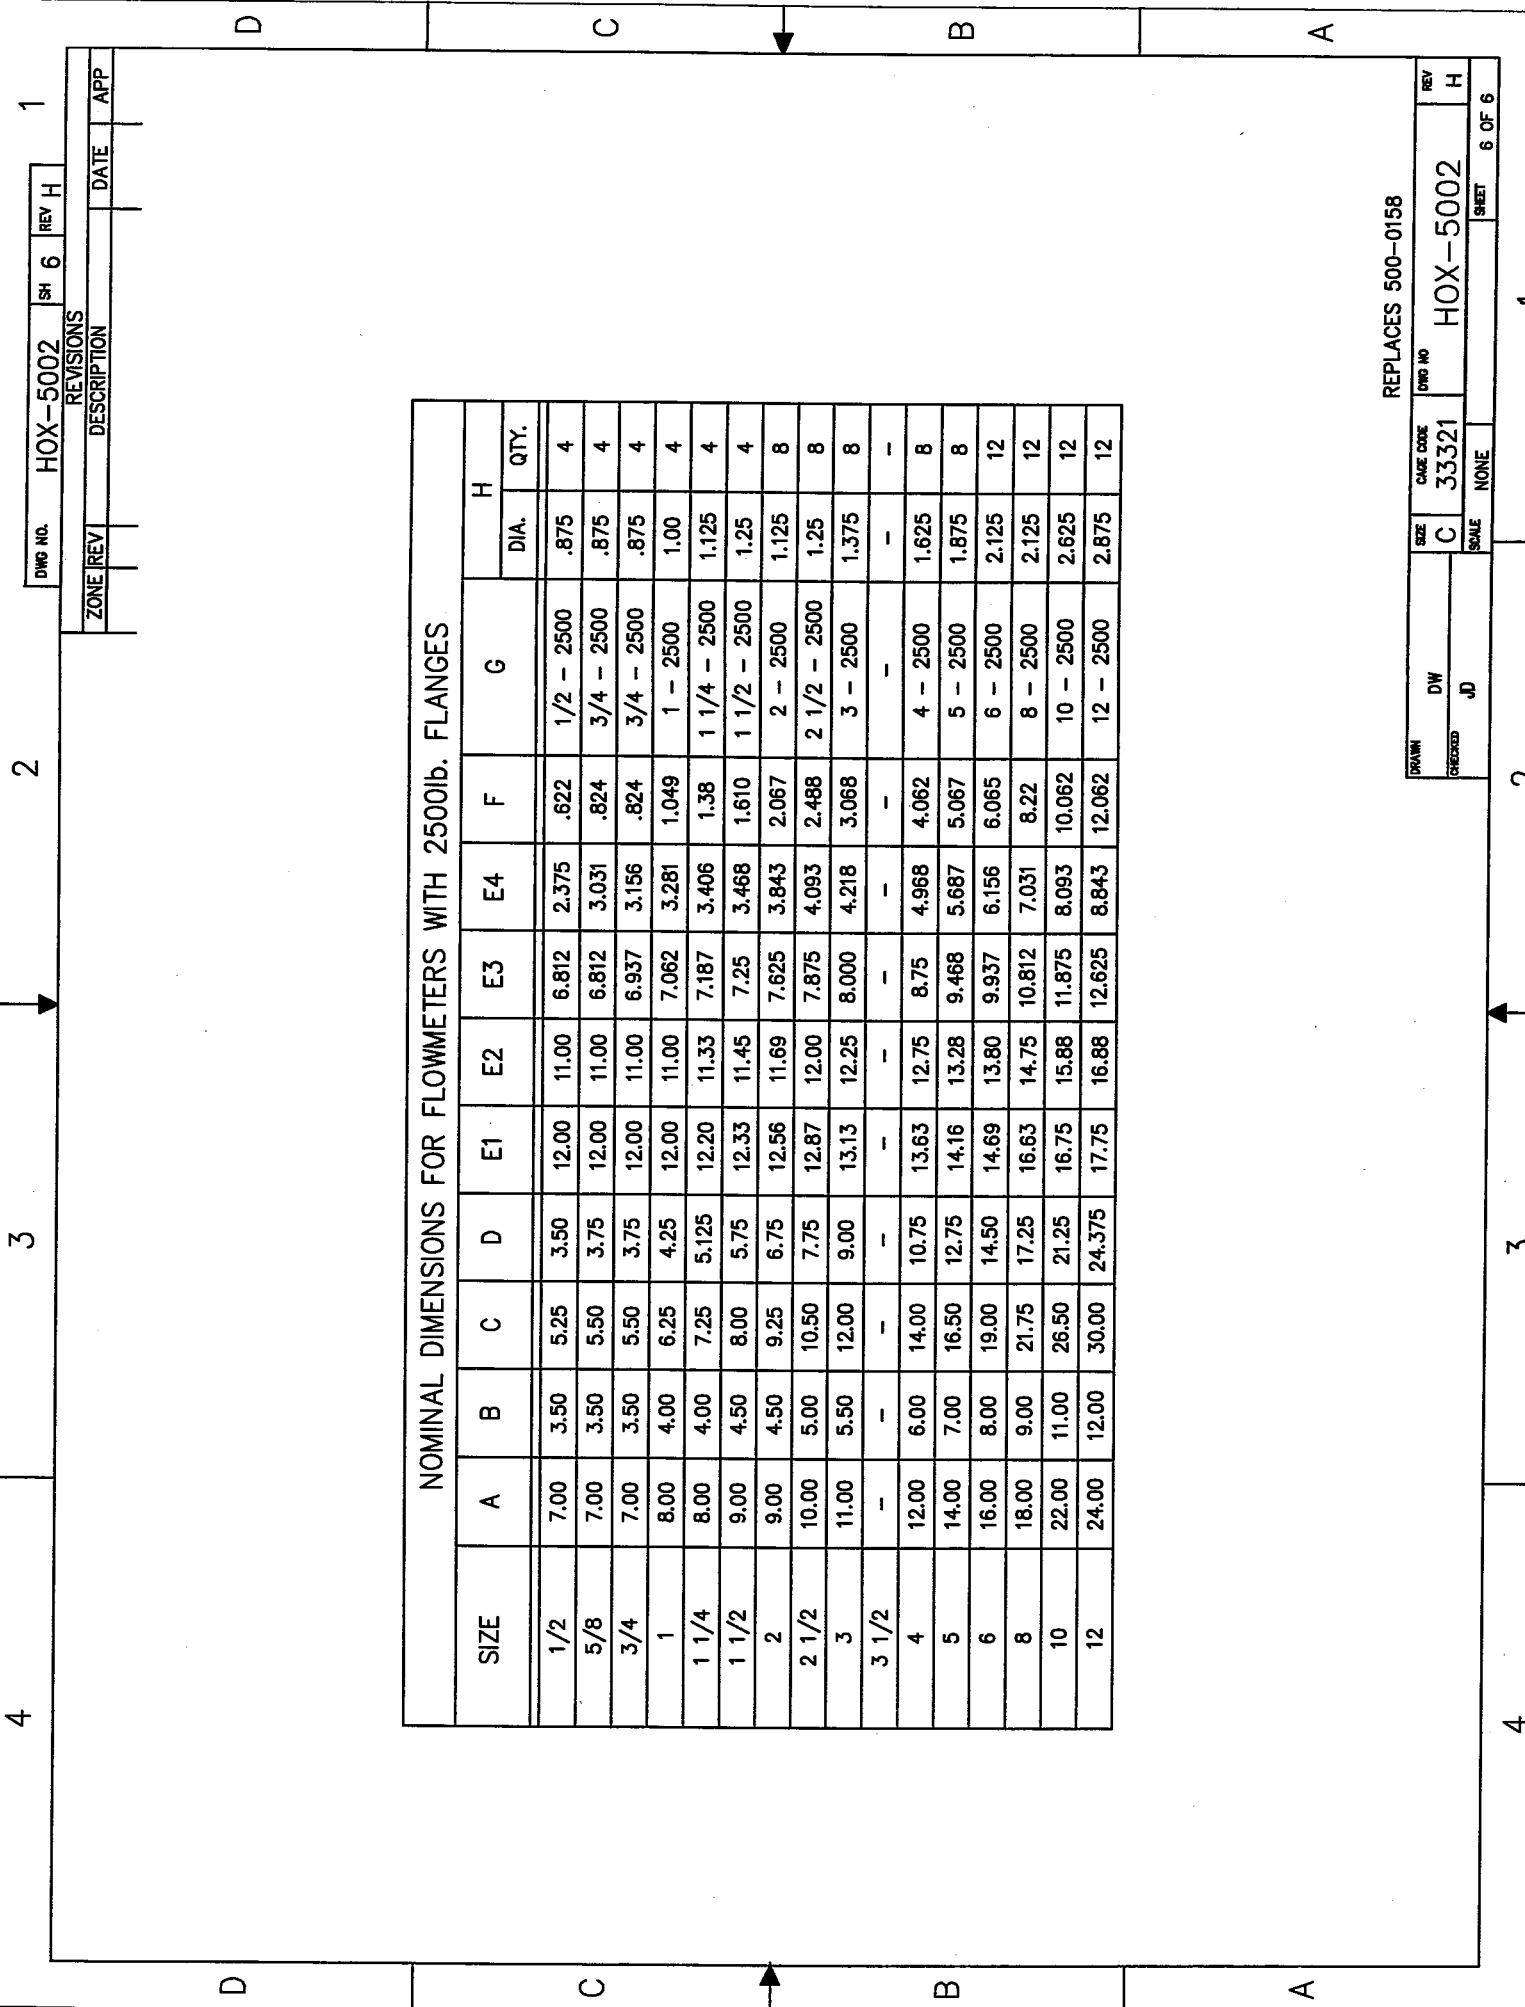 4 3 2 1
DWG NO. HOX-5002 SH 6 REV H
REVISIONS
ZONE REV DESCRIPTION DATE APP
D D
NOMINAL DIMENSIONS FOR FLOWMETERS WITH 2500lb. FLANGES
SIZE A B C D E1 E2 E3 E4 F G H
DIA. QTY.
1/2 7.00 3.50 5.25 3.50 12.00 11.00 6.812 2.375 .622 1/2 - 2500 .875 4
5/8 7.00 3.50 5.50 3.75 12.00 11.00 6.812 3.031 .824 3/4 - 2500 .875 4
3/4 7.00 3.50 5.50 3.75 12.00 11.00 6.937 3.156 .824 3/4 - 2500 .875 4
1 8.00 4.00 6.25 4.25 12.00 11.00 7.062 3.281 1.049 1 - 2500 1.00 4
1 1/4 8.00 4.00 7.25 5.125 12.20 11.33 7.187 3.406 1.38 1 1/4 - 2500 1.125 4
1 1/2 9.00 4.50 8.00 5.75 12.33 11.45 7.25 3.468 1.610 1 1/2 - 2500 1.25 4
2 9.00 4.50 9.25 6.75 12.56 11.69 7.625 3.843 2.067 2 - 2500 1.125 8
2 1/2 10.00 5.00 10.50 7.75 12.87 12.00 7.875 4.093 2.488 2 1/2 - 2500 1.25 8
3 11.00 5.50 12.00 9.00 13.13 12.25 8.000 4.218 3.068 3 - 2500 1.375 8
3 1/2 - - - - - - - - - - - -
4 12.00 6.00 14.00 10.75 13.63 12.75 8.75 4.968 4.062 4 - 2500 1.625 8
5 14.00 7.00 16.50 12.75 14.16 13.28 9.468 5.687 5.067 5 - 2500 1.875 8
6 16.00 8.00 19.00 14.50 14.69 13.80 9.937 6.156 6.065 6 - 2500 2.125 12
8 18.00 9.00 21.75 17.25 16.63 14.75 10.812 7.031 8.22 8 - 2500 2.125 12
10 22.00 11.00 26.50 21.25 16.75 15.88 11.875 8.093 10.062 10 - 2500 2.625 12
12 24.00 12.00 30.00 24.375 17.75 16.88 12.625 8.843 12.062 12 - 2500 2.875 12
C C
B B
A A
REPLACES 500-0158
DRAWN DW
CHECKED JD
SIZE C
CAGE CODE 33321
DWG NO HOX-5002
REV H
SCALE NONE
SHEET 6 OF 6
4 3